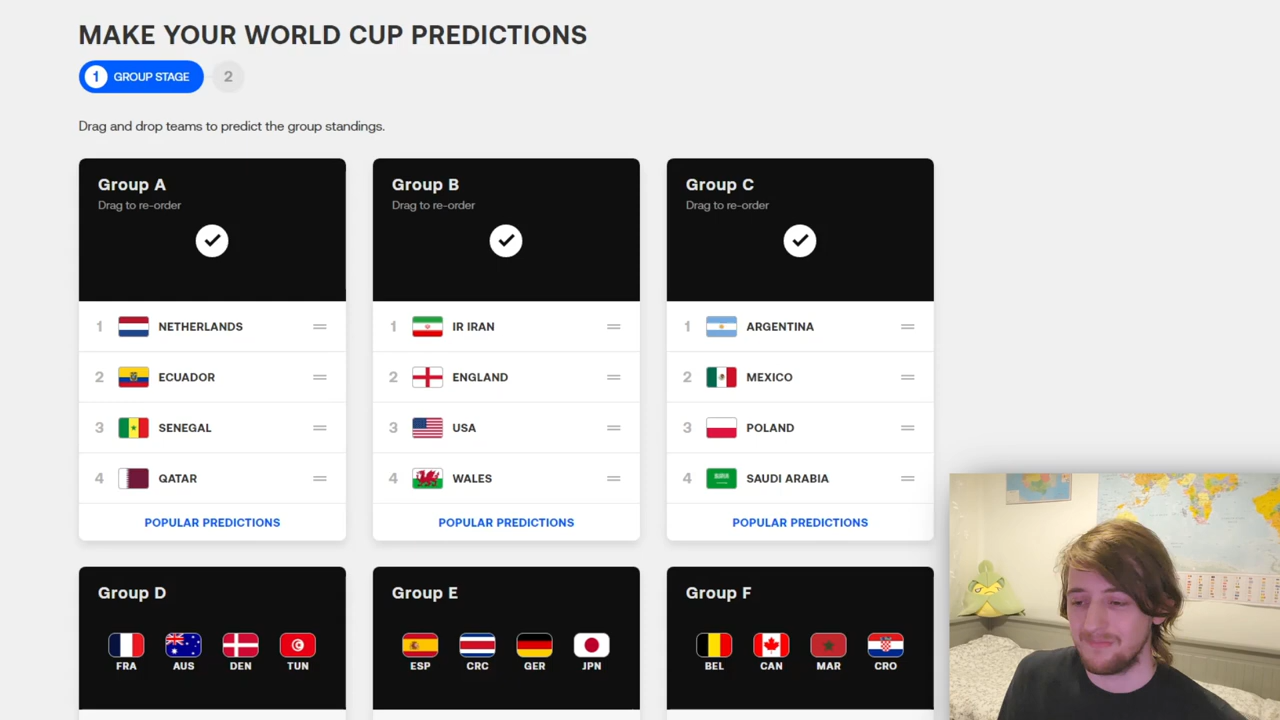 MAKE YOUR WORLD CUP PREDICTIONS
1 GROUP STAGE 2
Drag and drop teams to predict the group standings.
Group A
Drag to re-order
1 NETHERLANDS
2 ECUADOR
3 SENEGAL
4 QATAR
POPULAR PREDICTIONS
Group B
Drag to re-order
1 IR IRAN
2 ENGLAND
3 USA
4 WALES
POPULAR PREDICTIONS
Group C
Drag to re-order
1 ARGENTINA
2 MEXICO
3 POLAND
4 SAUDI ARABIA
POPULAR PREDICTIONS
Group D
FRA AUS DEN TUN
Group E
ESP CRC GER JPN
Group F
BEL CAN MAR CRO